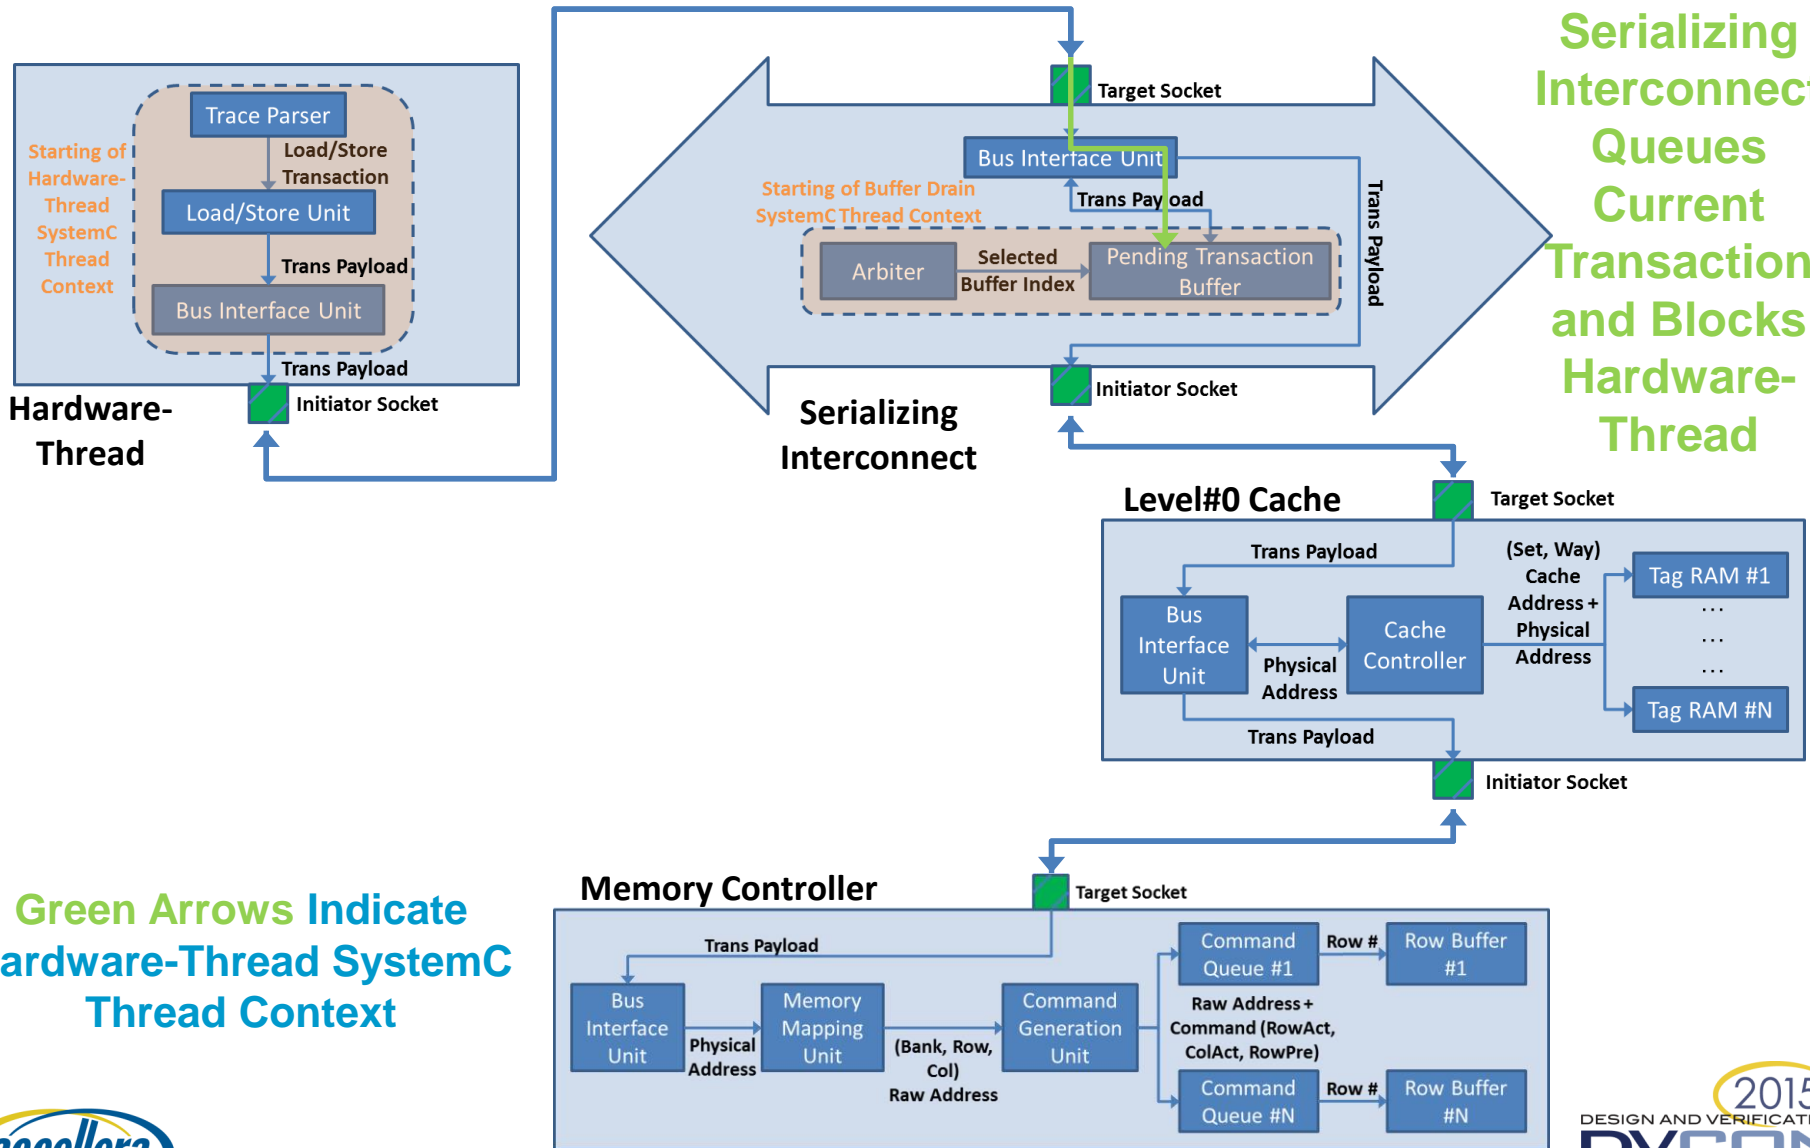 Serializing
Interconnect
Queues
Current
Transaction
and Blocks
Hardware-
Thread
Target Socket
Trace Parser
Load/Store
Transaction
Load/Store Unit
Trans Payload
Bus Interface Unit
Trans Payload
Initiator Socket
Starting of
Hardware-
Thread
SystemC
Thread
Context
Hardware-
Thread
Bus Interface Unit
Starting of Buffer Drain
SystemC Thread Context
Trans Payload
Trans Payload
Arbiter
Selected
Buffer Index
Pending Transaction
Buffer
Initiator Socket
Serializing
Interconnect
Level#0 Cache
Target Socket
Trans Payload
Bus
Interface
Unit
Physical
Address
Cache
Controller
(Set, Way)
Cache
Address +
Physical
Address
Tag RAM #1
...
...
...
Tag RAM #N
Trans Payload
Initiator Socket
Green Arrows Indicate
ardware-Thread SystemC
Thread Context
Memory Controller
Target Socket
Trans Payload
Bus
Interface
Unit
Physical
Address
Memory
Mapping
Unit
(Bank, Row,
Col)
Raw Address
Command
Generation
Unit
Command
Queue #1
Row #
Row Buffer
#1
Raw Address +
Command (RowAct,
ColAct, RowPre)
Command
Queue #N
Row #
Row Buffer
#N
2015
DESIGN AND VERIFICAT